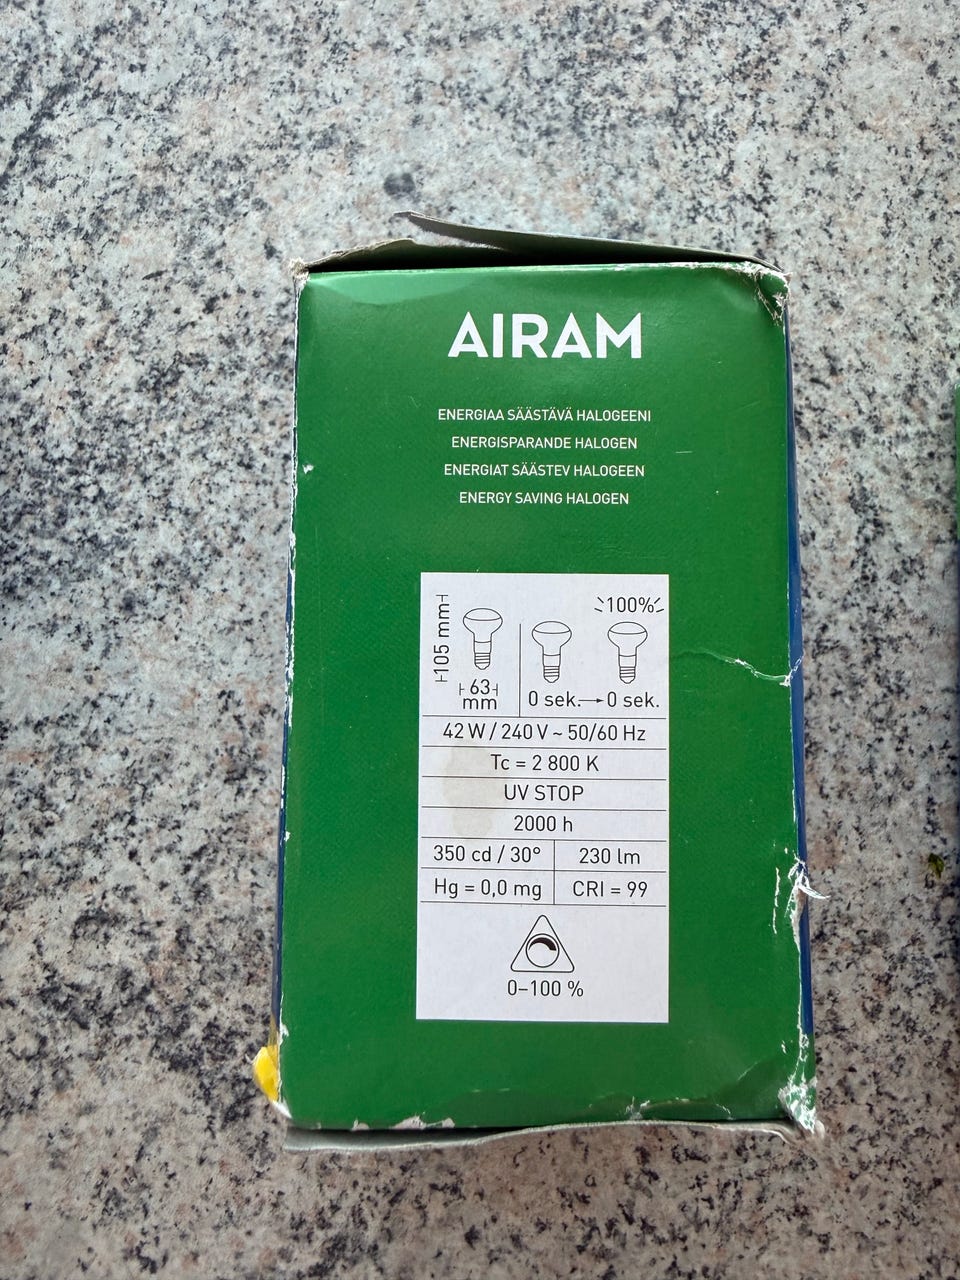 AIRAM
ENERGIAA SÄÄSTÄVÄ HALOGEENI
ENERGISPARANDE HALOGEN
ENERGIAT SÄÄSTEV HALOGEEN
ENERGY SAVING HALOGEN
105 mm
63
mm
100%
0 sek. → 0 sek.
42 W / 240 V ~ 50/60 Hz
Tc = 2 800 K
UV STOP
2000 h
350 cd / 30° 230 lm
Hg = 0,0 mg CRI = 99
0–100 %